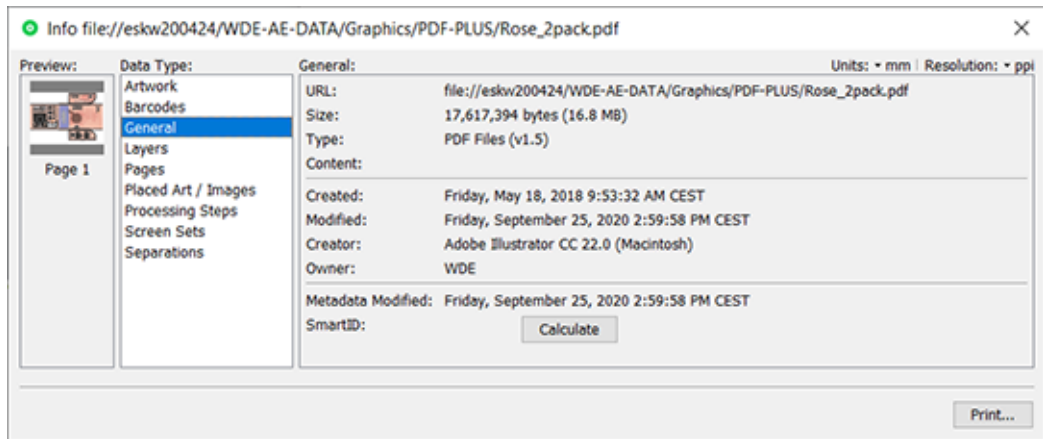 Info file://eskw200424/WDE-AE-DATA/Graphics/PDF-PLUS/Rose_2pack.pdf
Preview:
Page 1
Data Type:
Artwork
Barcodes
General
Layers
Pages
Placed Art / Images
Processing Steps
Screen Sets
Separations
General:
Units: mm | Resolution: ppi
URL: file://eskw200424/WDE-AE-DATA/Graphics/PDF-PLUS/Rose_2pack.pdf
Size: 17,617,394 bytes (16.8 MB)
Type: PDF Files (v1.5)
Content:
Created: Friday, May 18, 2018 9:53:32 AM CEST
Modified: Friday, September 25, 2020 2:59:58 PM CEST
Creator: Adobe Illustrator CC 22.0 (Macintosh)
Owner: WDE
Metadata Modified: Friday, September 25, 2020 2:59:58 PM CEST
SmartID: Calculate
Print...